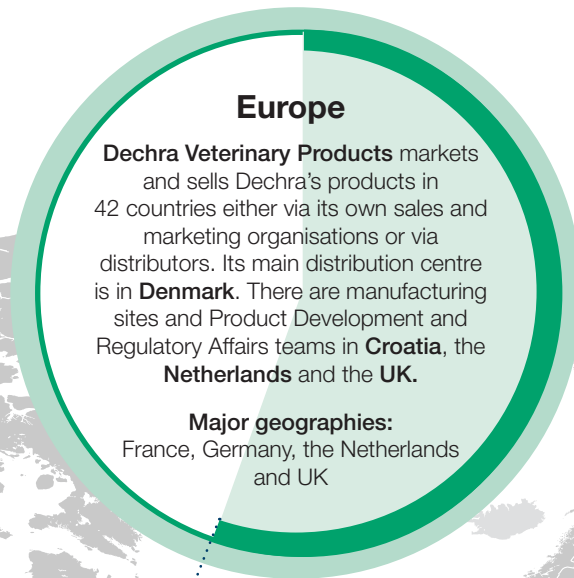 Europe
Dechra Veterinary Products markets
and sells Dechra’s products in
42 countries either via its own sales and
marketing organisations or via
distributors. Its main distribution centre
is in Denmark. There are manufacturing
sites and Product Development and
Regulatory Affairs teams in Croatia, the
Netherlands and the UK.
Major geographies:
France, Germany, the Netherlands
and UK